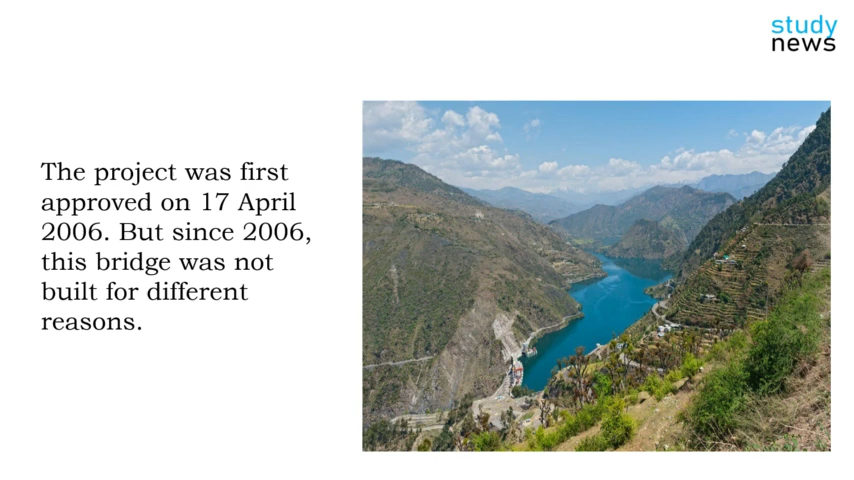 study
news
The project was first
approved on 17 April
2006. But since 2006,
this bridge was not
built for different
reasons.